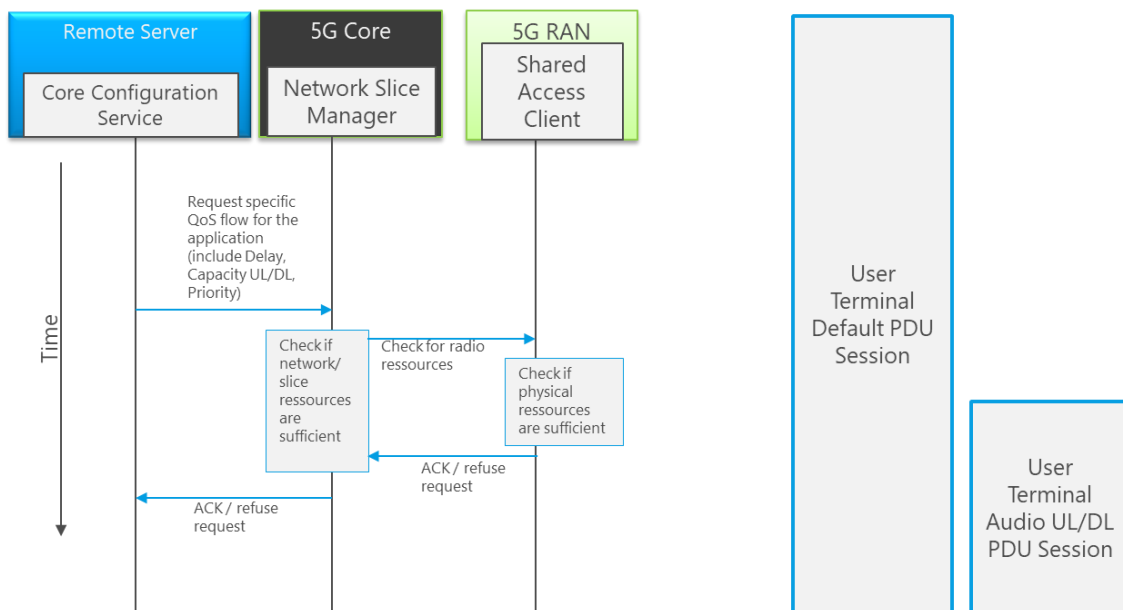 Remote Server
Core Configuration
Service
5G Core
Network Slice
Manager
5G RAN
Shared
Access
Client
Time
Request specific
QoS flow for the
application
(include Delay,
Capacity UL/DL,
Priority)
Check if
network/
slice
ressources
are
sufficient
Check for radio
ressources
Check if
physical
ressources
are sufficient
ACK / refuse
request
ACK / refuse
request
User
Terminal
Default PDU
Session
User
Terminal
Audio UL/DL
PDU Session